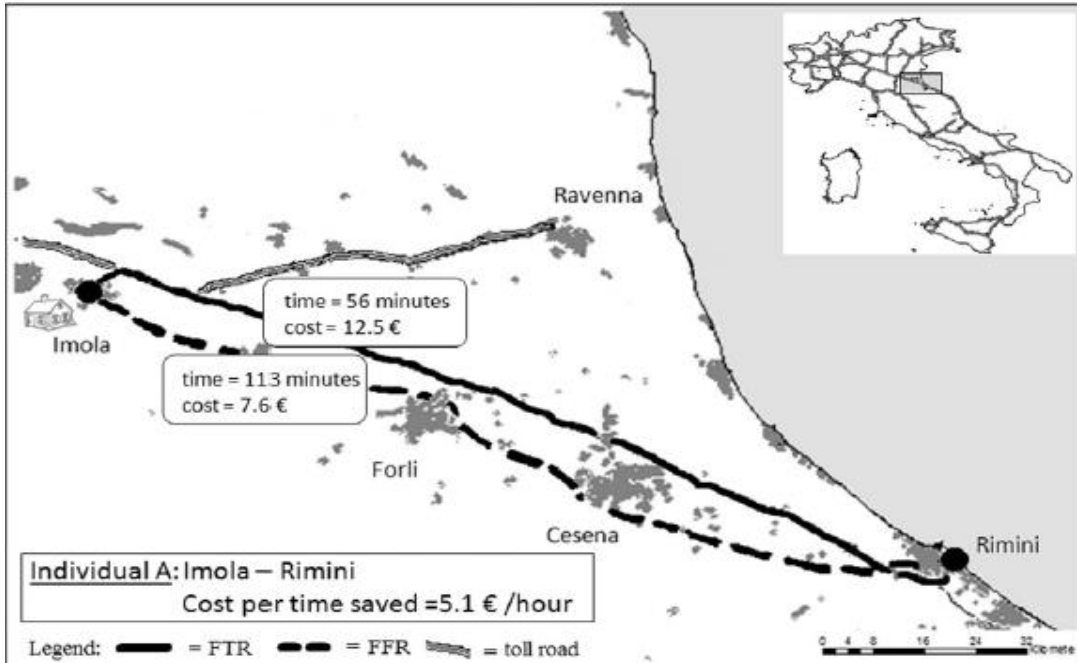 Ravenna
time = 56 minutes
cost = 12.5 €
Imola
time = 113 minutes
cost = 7.6 €
Forli
Cesena
Rimini
Individual A: Imola – Rimini
Cost per time saved =5.1 € /hour
Legend: = FTR = FFR = toll road
0 4 8 16 24 32